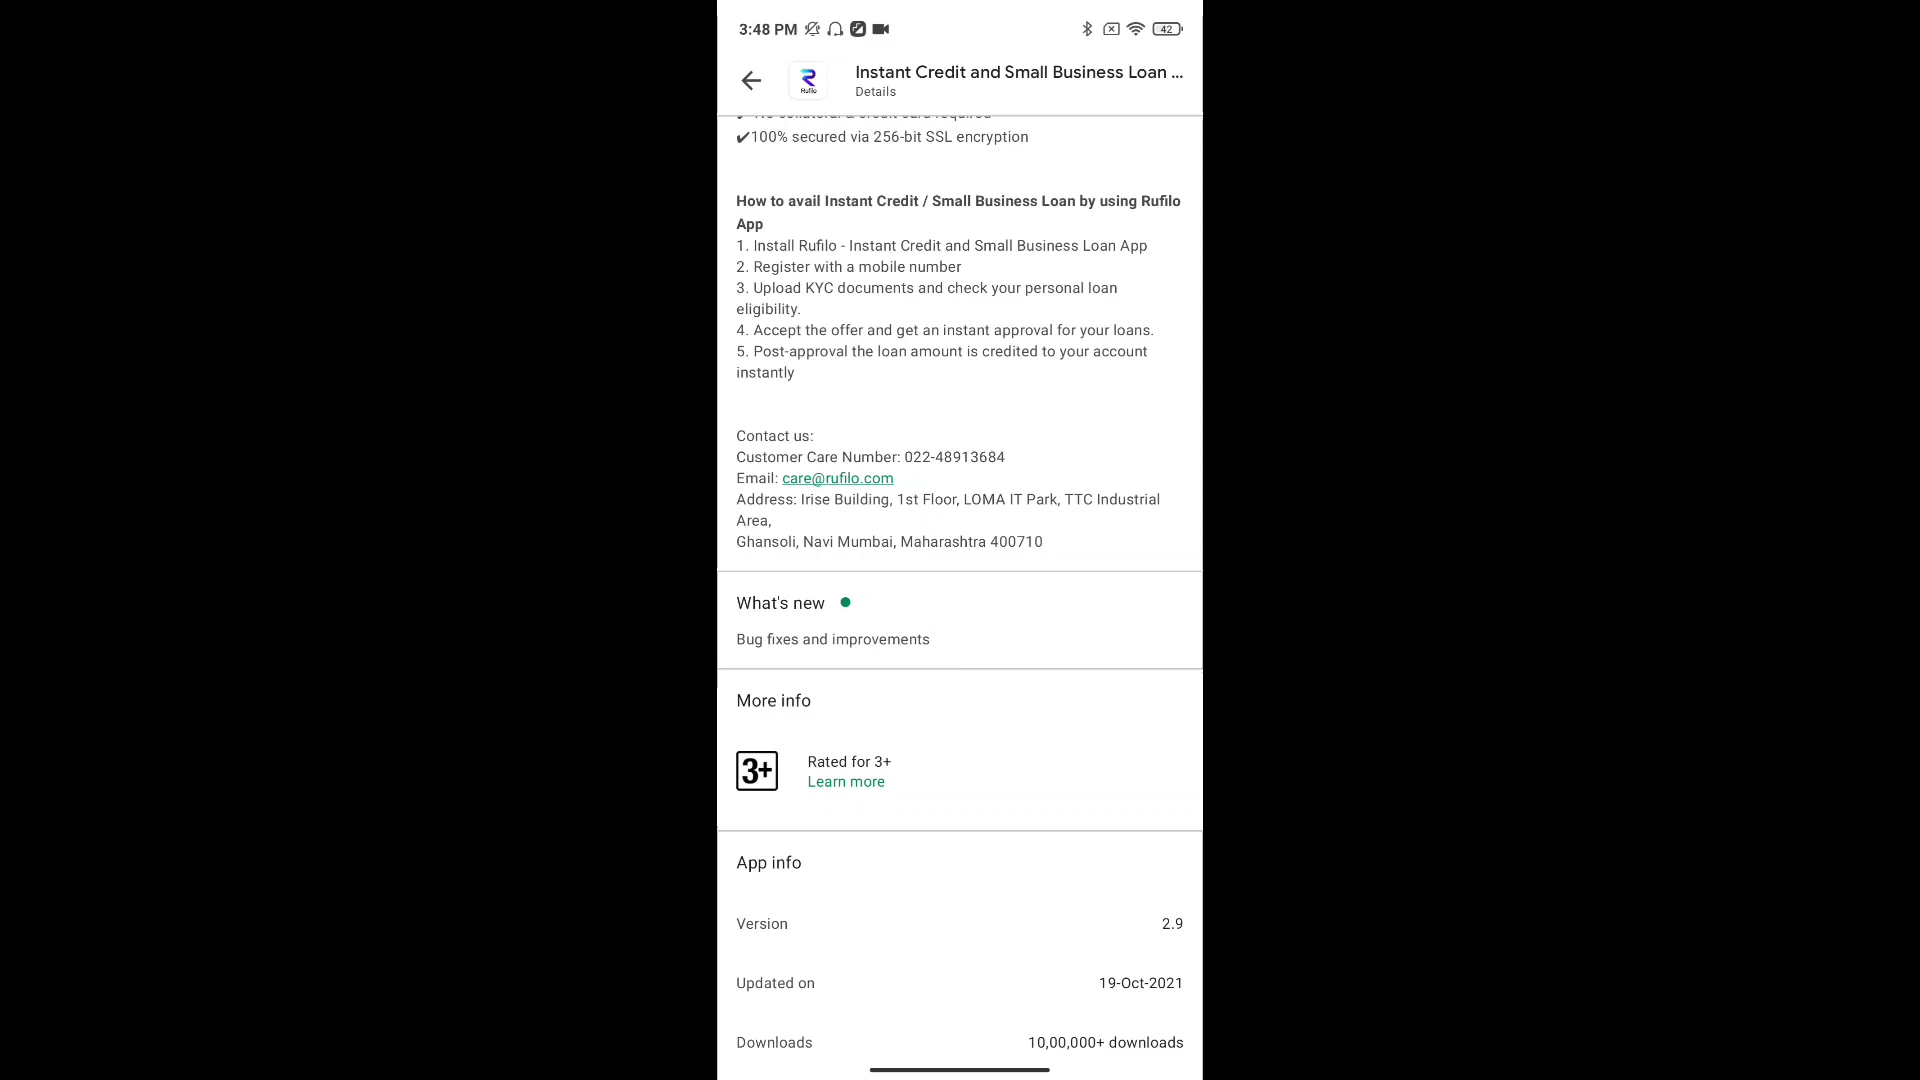 3:48 PM
42
Rufilo
Instant Credit and Small Business Loan ...
Details
No collateral & credit card required
✔100% secured via 256-bit SSL encryption
How to avail Instant Credit / Small Business Loan by using Rufilo
App
1. Install Rufilo - Instant Credit and Small Business Loan App
2. Register with a mobile number
3. Upload KYC documents and check your personal loan
eligibility.
4. Accept the offer and get an instant approval for your loans.
5. Post-approval the loan amount is credited to your account
instantly
Contact us:
Customer Care Number: 022-48913684
Email: care@rufilo.com
Address: Irise Building, 1st Floor, LOMA IT Park, TTC Industrial
Area,
Ghansoli, Navi Mumbai, Maharashtra 400710
What's new
Bug fixes and improvements
More info
3+
Rated for 3+
Learn more
App info
Version 2.9
Updated on 19-Oct-2021
Downloads 10,00,000+ downloads